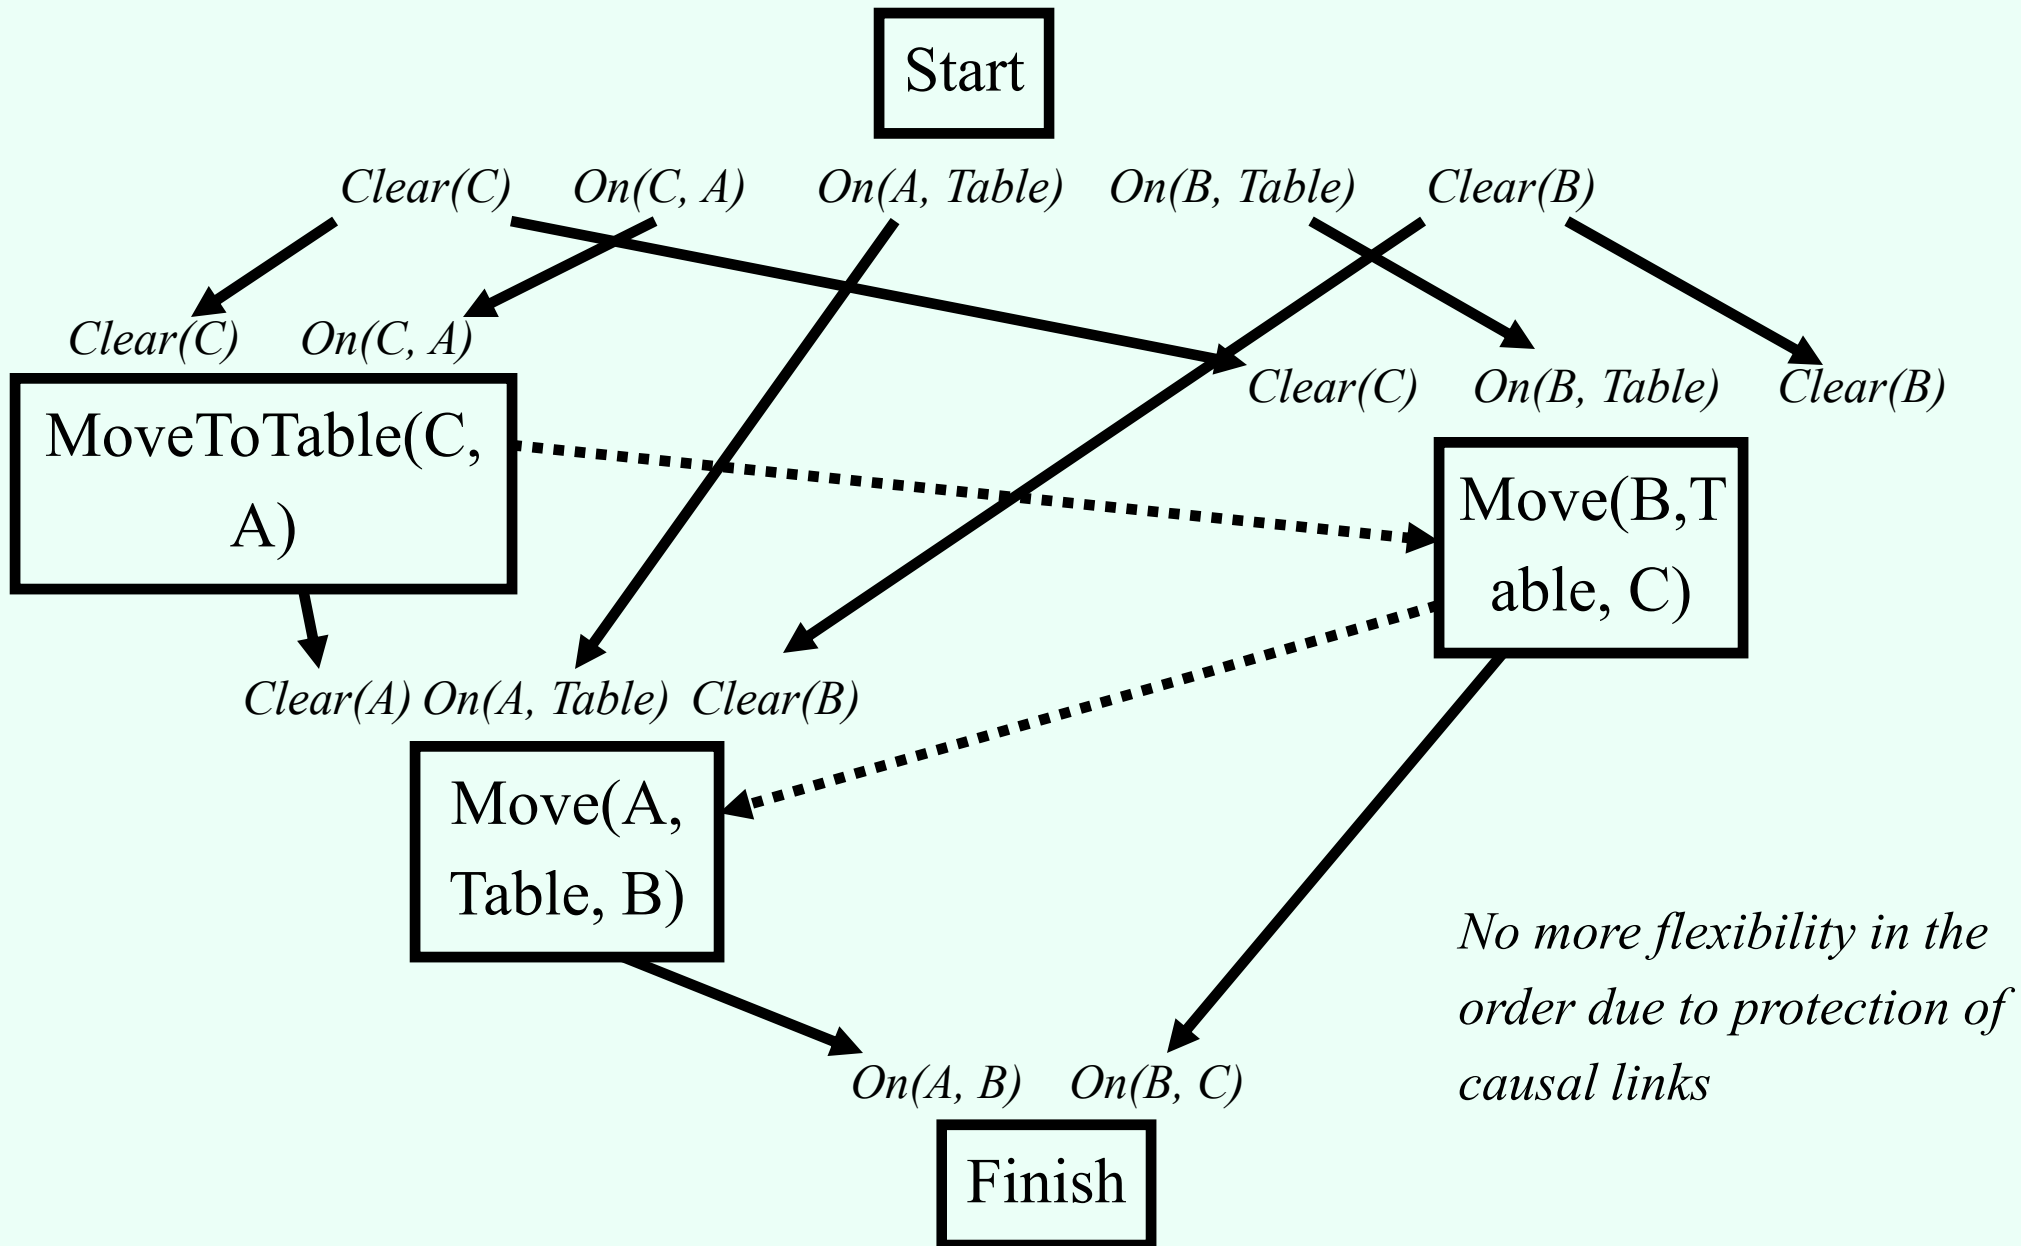 Start
Clear(C) On(C, A) On(A, Table) On(B, Table) Clear(B)
Clear(C) On(C, A)
Clear(C) On(B, Table) Clear(B)
MoveToTable(C,
A)
Move(B,T
able, C)
Clear(A) On(A, Table) Clear(B)
Move(A,
Table, B)
No more flexibility in the
order due to protection of
causal links
On(A, B) On(B, C)
Finish